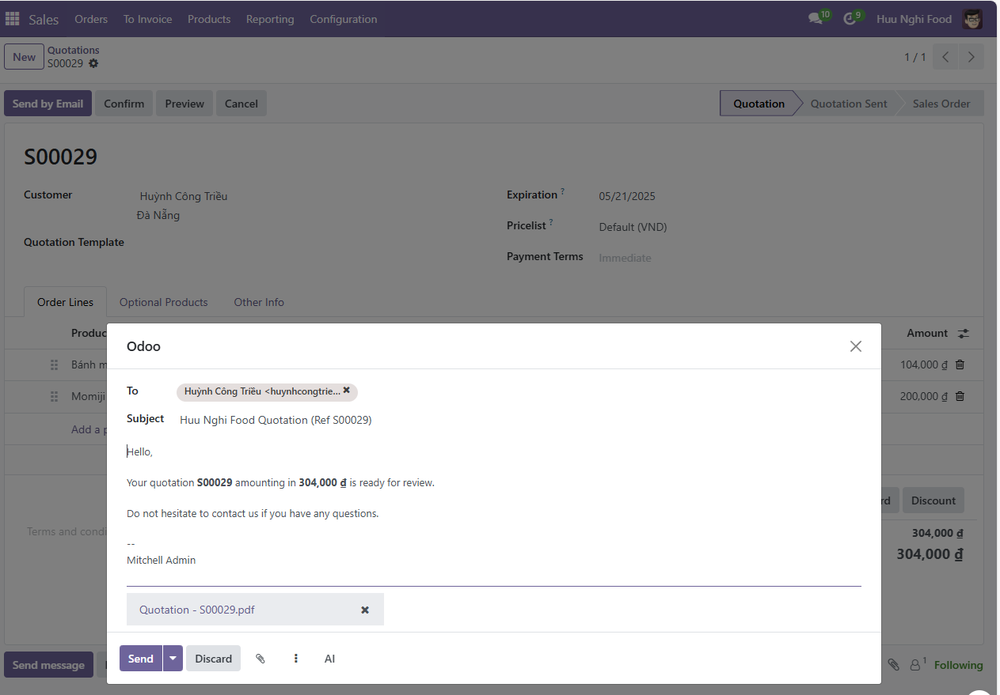 Sales Orders To Invoice Products Reporting Configuration 10 9 Huu Nghi Food
New Quotations
S00029 1 / 1
Send by Email Confirm Preview Cancel Quotation Quotation Sent Sales Order
S00029
Customer Huỳnh Công Triều Expiration ? 05/21/2025
Đà Nẵng
Pricelist ? Default (VND)
Quotation Template
Payment Terms Immediate
Order Lines Optional Products Other Info
Produc Amount
Bánh m 104,000 ₫
Momiji 200,000 ₫
Add a p
Odoo
To Huỳnh Công Triều <huynhcongtrie...
Subject Huu Nghi Food Quotation (Ref S00029)
Hello,
Your quotation S00029 amounting in 304,000 ₫ is ready for review.
Do not hesitate to contact us if you have any questions.
--
Mitchell Admin
Quotation - S00029.pdf
Send Discard AI
rd Discount
Terms and condi 304,000 ₫
304,000 ₫
Send message 1 Following